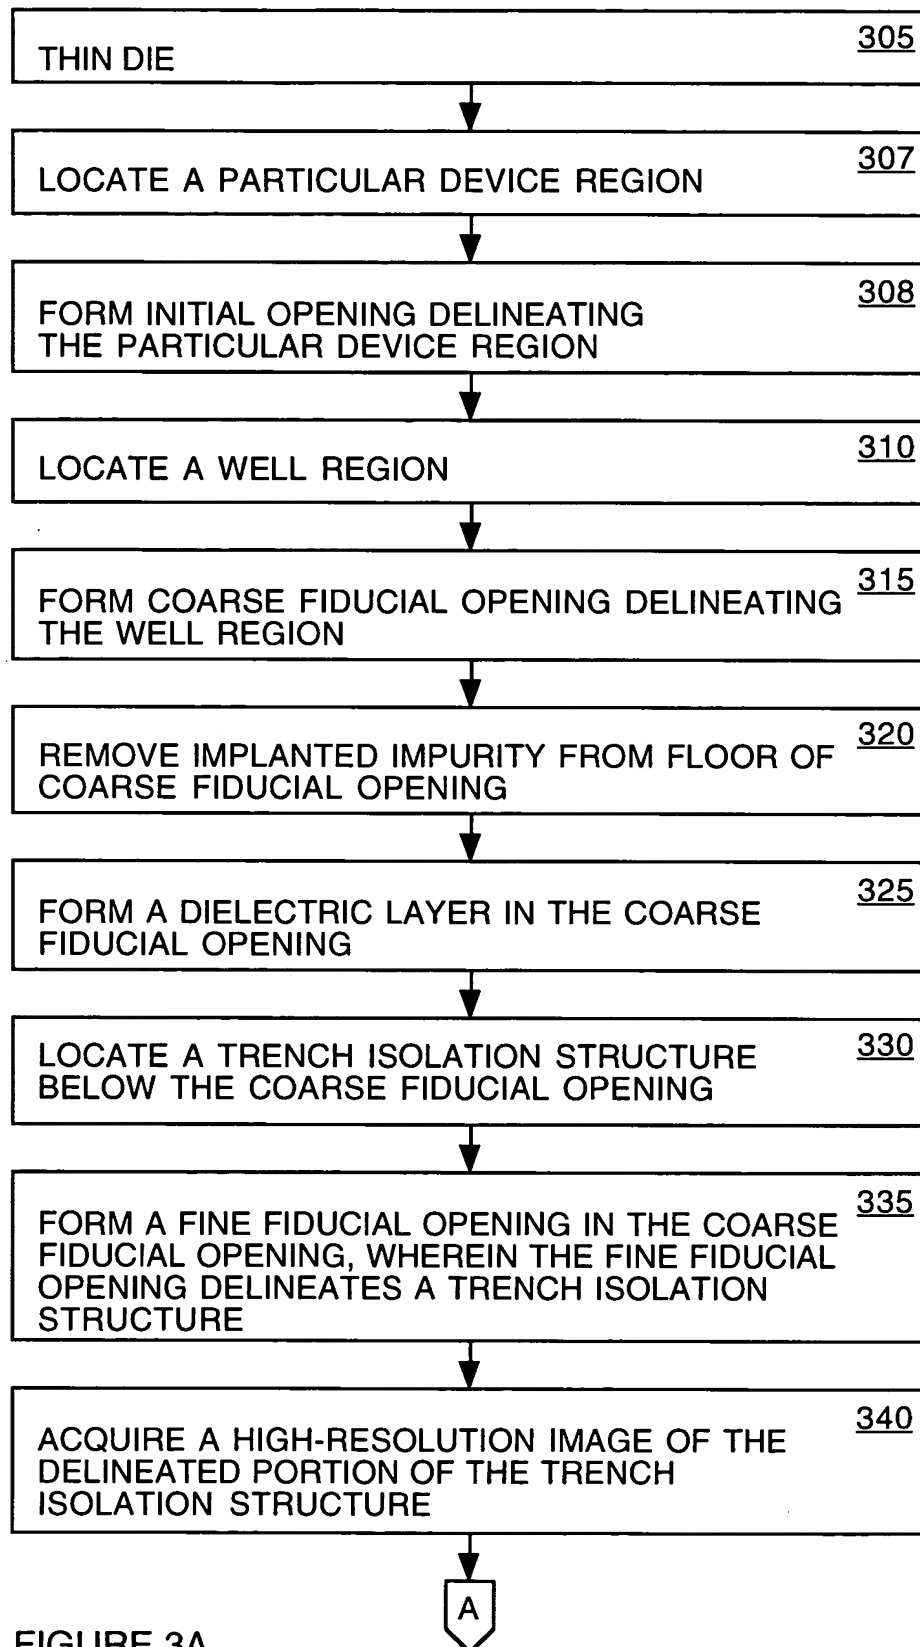 305
THIN DIE
307
LOCATE A PARTICULAR DEVICE REGION
308
FORM INITIAL OPENING DELINEATING
THE PARTICULAR DEVICE REGION
310
LOCATE A WELL REGION
315
FORM COARSE FIDUCIAL OPENING DELINEATING
THE WELL REGION
320
REMOVE IMPLANTED IMPURITY FROM FLOOR OF
COARSE FIDUCIAL OPENING
325
FORM A DIELECTRIC LAYER IN THE COARSE
FIDUCIAL OPENING
330
LOCATE A TRENCH ISOLATION STRUCTURE
BELOW THE COARSE FIDUCIAL OPENING
335
FORM A FINE FIDUCIAL OPENING IN THE COARSE
FIDUCIAL OPENING, WHEREIN THE FINE FIDUCIAL
OPENING DELINEATES A TRENCH ISOLATION
STRUCTURE
340
ACQUIRE A HIGH-RESOLUTION IMAGE OF THE
DELINEATED PORTION OF THE TRENCH
ISOLATION STRUCTURE
A
FIGURE 3A